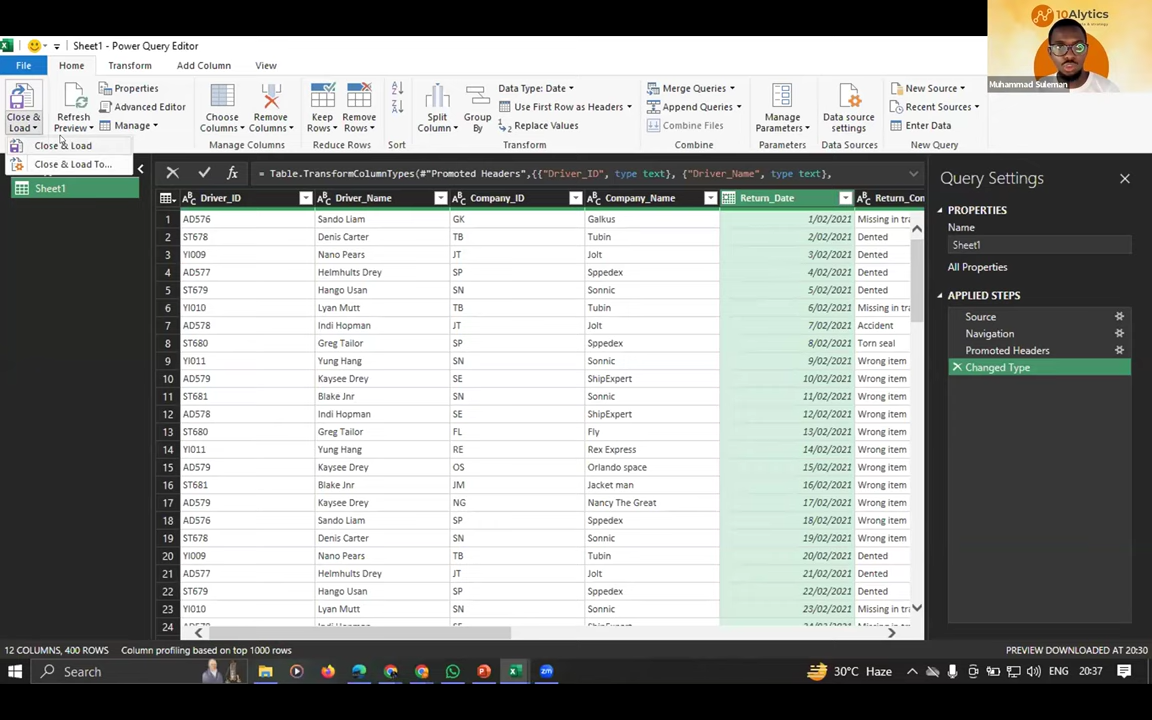 Sheet1 - Power Query Editor
10Alytics
Muhammad Suleman
File Home Transform Add Column View
Close & Load
Refresh Preview
Properties
Advanced Editor
Manage
Choose Columns
Remove Columns
Manage Columns
Keep Rows
Remove Rows
Reduce Rows
Sort
Split Column
Group By
Data Type: Date
Use First Row as Headers
Replace Values
Transform
Merge Queries
Append Queries
Combine Files
Combine
Manage Parameters
Parameters
Data source settings
Data Sources
New Source
Recent Sources
Enter Data
New Query
Close & Load
Close & Load To...
Sheet1
= Table.TransformColumnTypes(#"Promoted Headers",{{"Driver_ID", type text}, {"Driver_Name", type text},
Driver_ID Driver_Name Company_ID Company_Name Return_Date Return_Con
1 AD576 Sando Liam GK Galkus 1/02/2021 Missing in tra
2 ST678 Denis Carter TB Tubin 2/02/2021 Dented
3 YI009 Nano Pears JT Jolt 3/02/2021 Dented
4 AD577 Helmhults Drey SP Sppedex 4/02/2021 Dented
5 ST679 Hango Usan SN Sonnic 5/02/2021 Dented
6 YI010 Lyan Mutt TB Tubin 6/02/2021 Missing in tra
7 AD578 Indi Hopman JT Jolt 7/02/2021 Accident
8 ST680 Greg Tailor SP Sppedex 8/02/2021 Torn seal
9 YI011 Yung Hang SN Sonnic 9/02/2021 Wrong item
10 AD579 Kaysee Drey SE ShipExpert 10/02/2021 Wrong item
11 ST681 Blake Jnr SN Sonnic 11/02/2021 Wrong item
12 AD578 Indi Hopman SE ShipExpert 12/02/2021 Wrong item
13 ST680 Greg Tailor FL Fly 13/02/2021 Wrong item
14 YI011 Yung Hang RE Rex Express 14/02/2021 Wrong item
15 AD579 Kaysee Drey OS Orlando space 15/02/2021 Wrong item
16 ST681 Blake Jnr JM Jacket man 16/02/2021 Wrong item
17 AD579 Kaysee Drey NG Nancy The Great 17/02/2021 Wrong item
18 AD576 Sando Liam SP Sppedex 18/02/2021 Wrong item
19 ST678 Denis Carter SN Sonnic 19/02/2021 Wrong item
20 YI009 Nano Pears TB Tubin 20/02/2021 Dented
21 AD577 Helmhults Drey JT Jolt 21/02/2021 Dented
22 ST679 Hango Usan SP Sppedex 22/02/2021 Dented
23 YI010 Lyan Mutt SN Sonnic 23/02/2021 Missing in tra
24
Query Settings
PROPERTIES
Name
Sheet1
All Properties
APPLIED STEPS
Source
Navigation
Promoted Headers
Changed Type
12 COLUMNS, 400 ROWS Column profiling based on top 1000 rows PREVIEW DOWNLOADED AT 20:30
Search 30°C Haze ENG 20:37